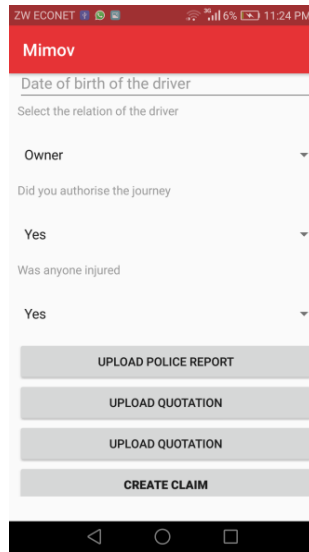 ZW ECONET 3G 6% 11:24 PM
Mimov
Date of birth of the driver
Select the relation of the driver
Owner
Did you authorise the journey
Yes
Was anyone injured
Yes
UPLOAD POLICE REPORT
UPLOAD QUOTATION
UPLOAD QUOTATION
CREATE CLAIM